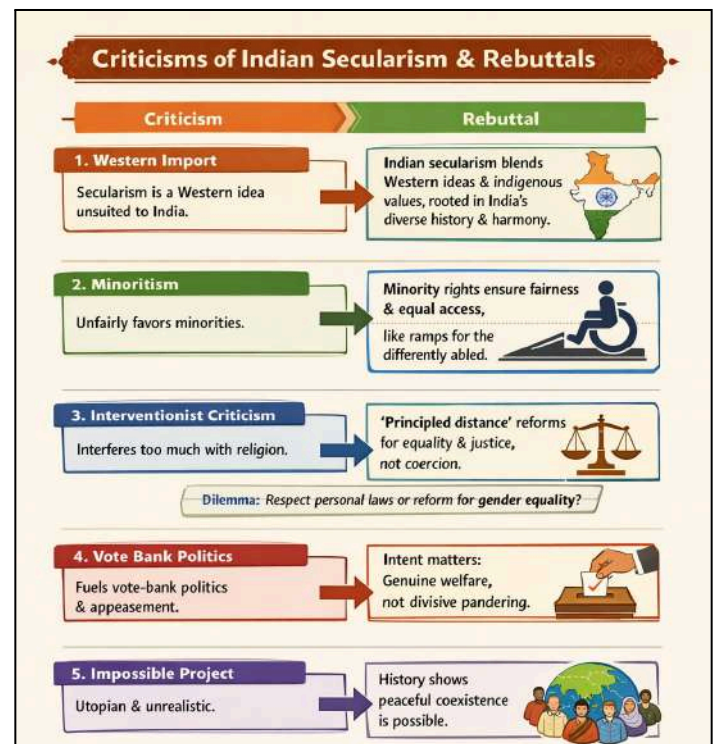 Criticisms of Indian Secularism & Rebuttals
Criticism
Rebuttal
1. Western Import
Secularism is a Western idea
unsuited to India.
Indian secularism blends
Western ideas & indigenous
values, rooted in India's
diverse history & harmony.
2. Minoritism
Unfairly favors minorities.
Minority rights ensure fairness
& equal access,
like ramps for the
differently abled.
3. Interventionist Criticism
Interferes too much with religion.
'Principled distance' reforms
for equality & justice,
not coercion.
Dilemma: Respect personal laws or reform for gender equality?
4. Vote Bank Politics
Fuels vote-bank politics
& appeasement.
Intent matters:
Genuine welfare,
not divisive pandering.
5. Impossible Project
Utopian & unrealistic.
History shows
peaceful coexistence
is possible.